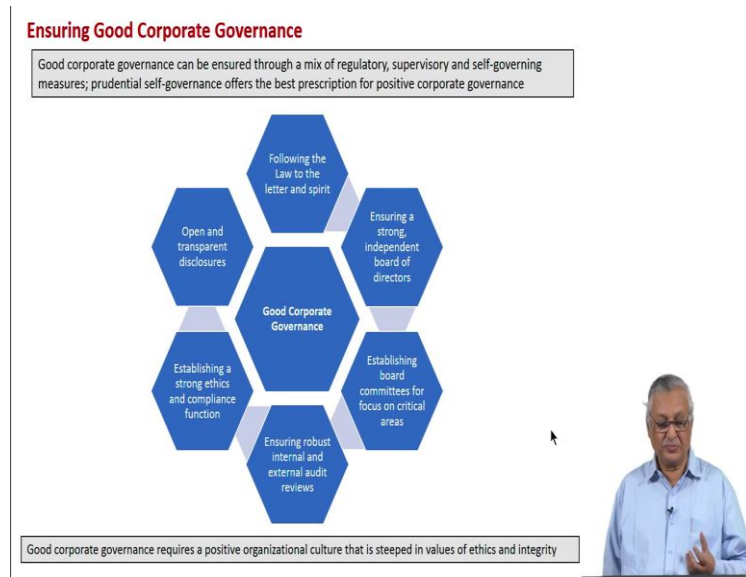 Ensuring Good Corporate Governance
Good corporate governance can be ensured through a mix of regulatory, supervisory and self-governing
measures; prudential self-governance offers the best prescription for positive corporate governance
Following the
Law to the
letter and spirit
Ensuring a
strong,
independent
board of
directors
Establishing
board
committees for
focus on critical
areas
Ensuring robust
internal and
external audit
reviews
Establishing a
strong ethics
and compliance
function
Open and
transparent
disclosures
Good Corporate
Governance
Good corporate governance requires a positive organizational culture that is steeped in values of ethics and integrity